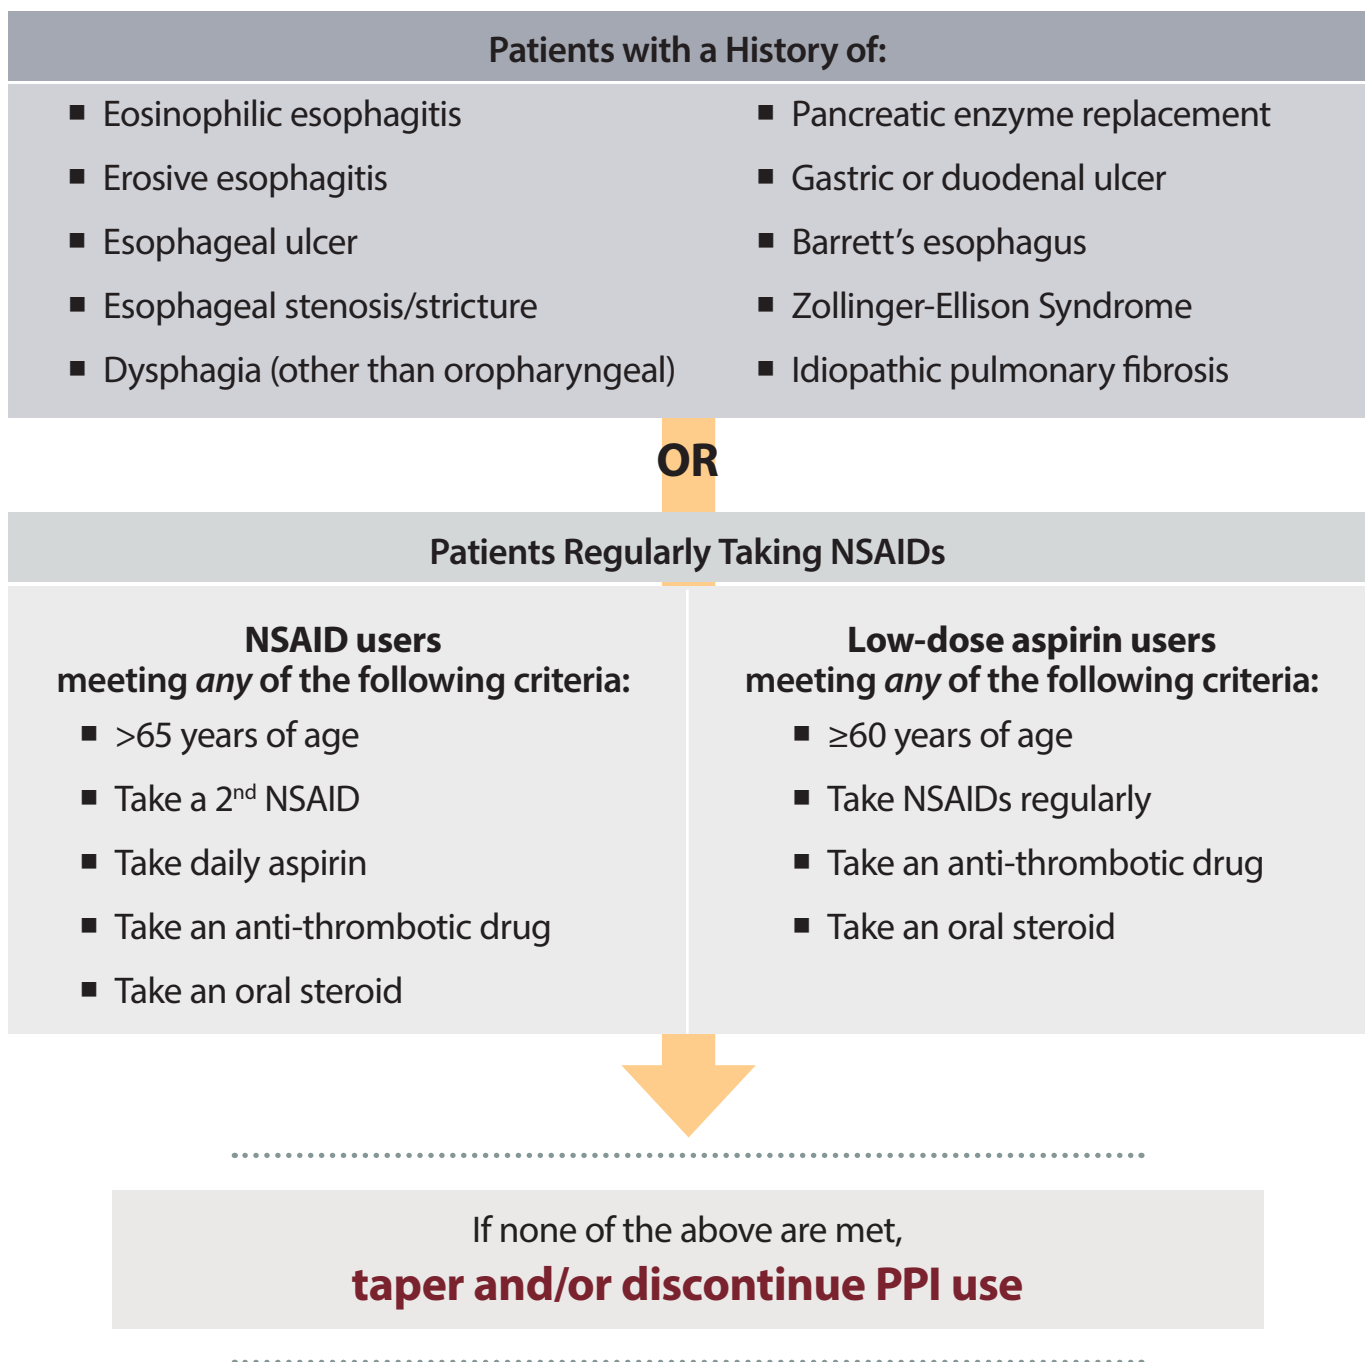 Patients with a History of:
■ Eosinophilic esophagitis
■ Erosive esophagitis
■ Esophageal ulcer
■ Esophageal stenosis/stricture
■ Dysphagia (other than oropharyngeal)
■ Pancreatic enzyme replacement
■ Gastric or duodenal ulcer
■ Barrett’s esophagus
■ Zollinger-Ellison Syndrome
■ Idiopathic pulmonary fibrosis
OR
Patients Regularly Taking NSAIDs
NSAID users
meeting any of the following criteria:
■ >65 years of age
■ Take a 2nd NSAID
■ Take daily aspirin
■ Take an anti-thrombotic drug
■ Take an oral steroid
Low-dose aspirin users
meeting any of the following criteria:
■ ≥60 years of age
■ Take NSAIDs regularly
■ Take an anti-thrombotic drug
■ Take an oral steroid
If none of the above are met,
taper and/or discontinue PPI use